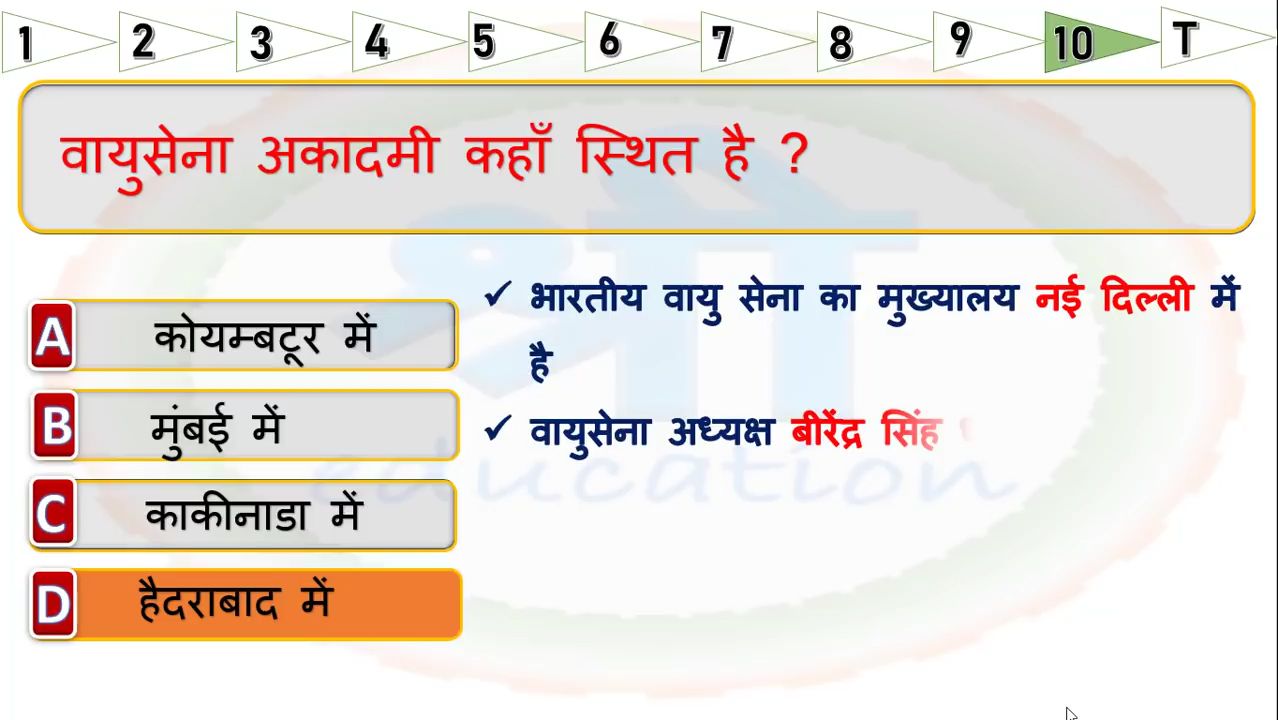 1 2 3 4 5 6 7 8 9 10 T
वायुसेना अकादमी कहाँ स्थित है ?
A कोयम्बटूर में
B मुंबई में
C काकीनाडा में
D हैदराबाद में
✓ भारतीय वायु सेना का मुख्यालय नई दिल्ली में
है
✓ वायुसेना अध्यक्ष बीरेंद्र सिंह
श्री
education